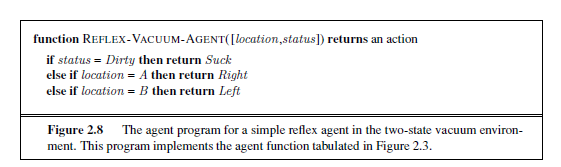 function REFLEX-VACUUM-AGENT([location,status]) returns an action
if status = Dirty then return Suck
else if location = A then return Right
else if location = B then return Left
Figure 2.8 The agent program for a simple reflex agent in the two-state vacuum environ-
ment. This program implements the agent function tabulated in Figure 2.3.